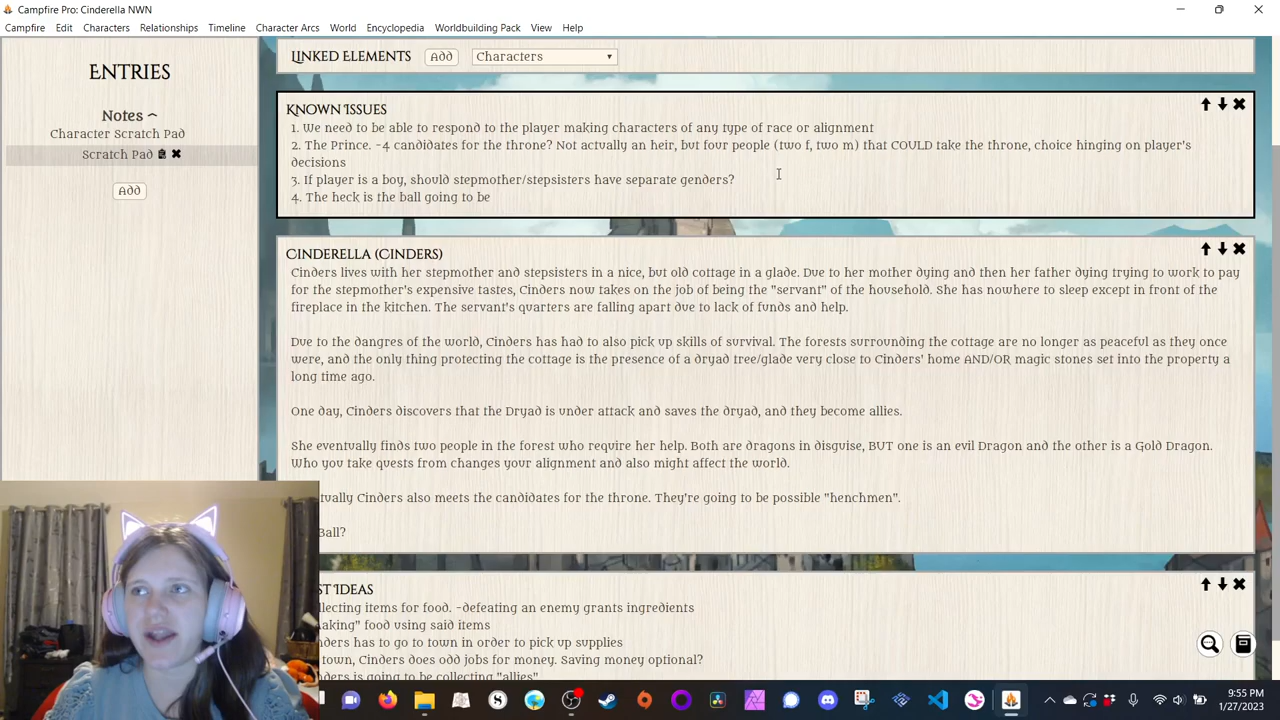 Campfire Pro: Cinderella NWN
Campfire Edit Characters Relationships Timeline Character Arcs World Encyclopedia Worldbuilding Pack View Help
Entries
Notes
Character Scratch Pad
Scratch Pad
Add
Linked Elements Add Characters
Known Issues
1. We need to be able to respond to the player making characters of any type of race or alignment
2. The Prince. -4 candidates for the throne? Not actually an heir, but four people (two f, two m) that COULD take the throne, choice hinging on player's
decisions
3. If player is a boy, should stepmother/stepsisters have separate genders?
4. The heck is the ball going to be
Cinderella (Cinders)
Cinders lives with her stepmother and stepsisters in a nice, but old cottage in a glade. Due to her mother dying and then her father dying trying to work to pay
for the stepmother's expensive tastes, Cinders now takes on the job of being the "servant" of the household. She has nowhere to sleep except in front of the
fireplace in the kitchen. The servant's quarters are falling apart due to lack of funds and help.
Due to the dangres of the world, Cinders has had to also pick up skills of survival. The forests surrounding the cottage are no longer as peaceful as they once
were, and the only thing protecting the cottage is the presence of a dryad tree/glade very close to Cinders' home AND/OR magic stones set into the property a
long time ago.
One day, Cinders discovers that the Dryad is under attack and saves the dryad, and they become allies.
She eventually finds two people in the forest who require her help. Both are dragons in disguise, BUT one is an evil Dragon and the other is a Gold Dragon.
Who you take quests from changes your alignment and also might affect the world.
tually Cinders also meets the candidates for the throne. They're going to be possible "henchmen".
Ball?
st Ideas
llecting items for food. -defeating an enemy grants ingredients
aking" food using said items
nders has to go to town in order to pick up supplies
town, Cinders does odd jobs for money. Saving money optional?
nders is going to be collecting "allies"
9:55 PM
1/27/2023